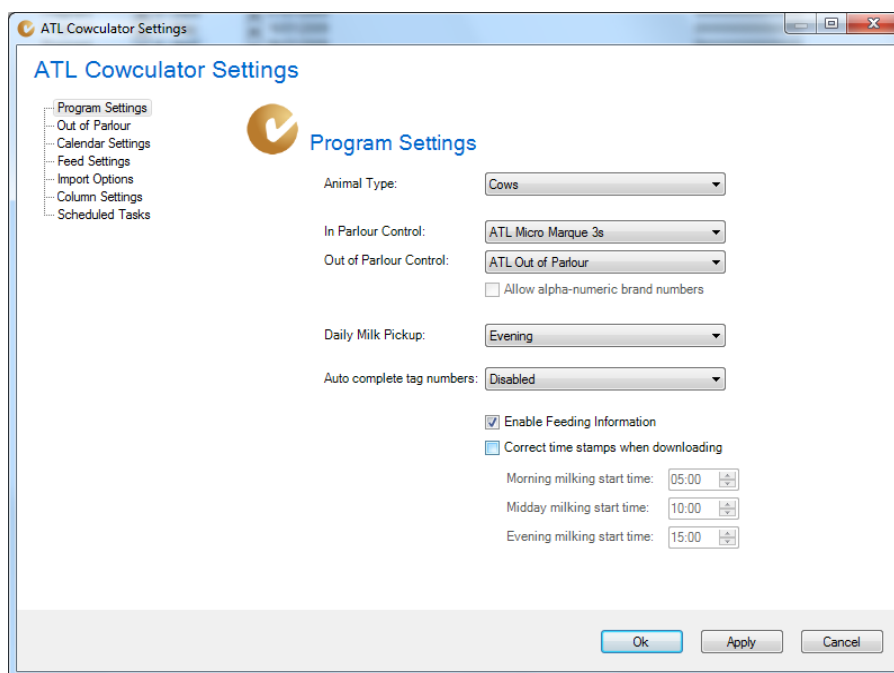 ATL Cowculator Settings
ATL Cowculator Settings
Program Settings
Out of Parlour
Calendar Settings
Feed Settings
Import Options
Column Settings
Scheduled Tasks
Program Settings
Animal Type: Cows
In Parlour Control: ATL Micro Marque 3s
Out of Parlour Control: ATL Out of Parlour
Allow alpha-numeric brand numbers
Daily Milk Pickup: Evening
Auto complete tag numbers: Disabled
Enable Feeding Information
Correct time stamps when downloading
Morning milking start time: 05:00
Midday milking start time: 10:00
Evening milking start time: 15:00
Ok Apply Cancel